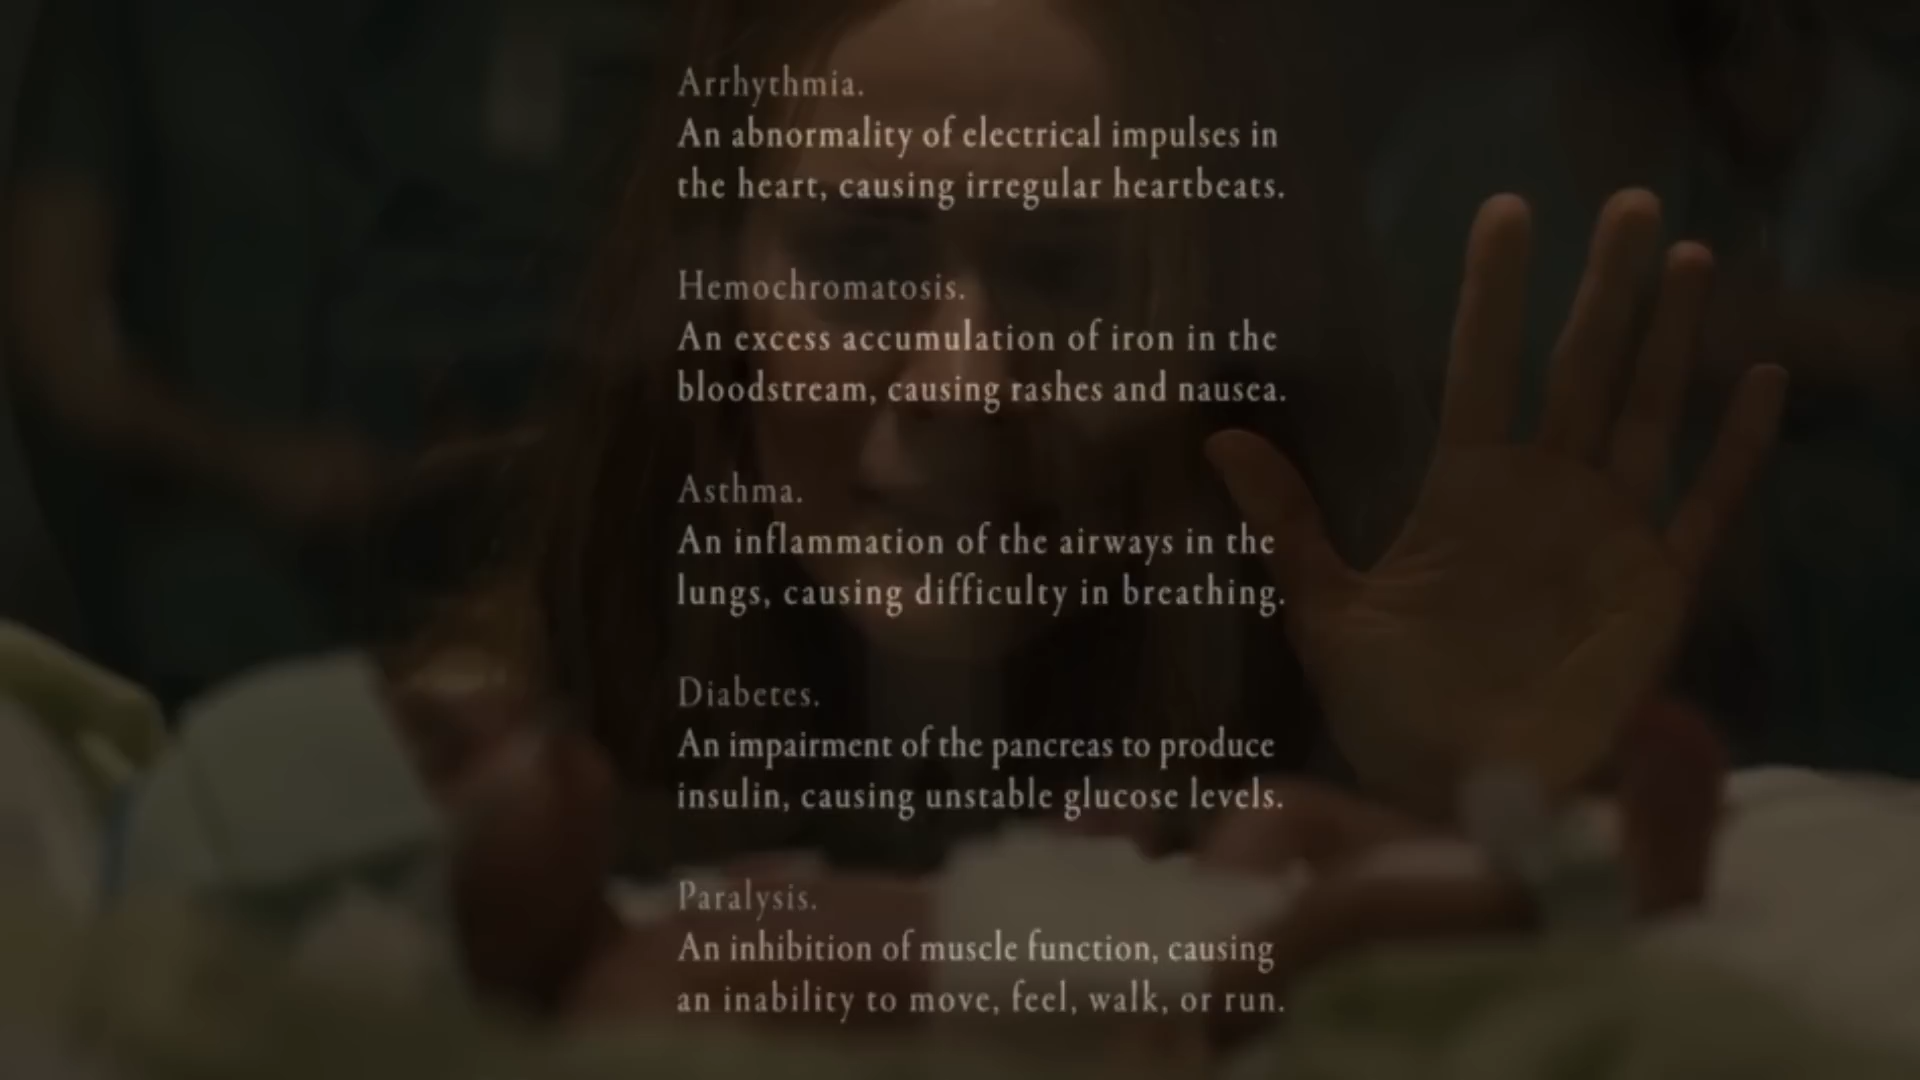 Arrhythmia.
An abnormality of electrical impulses in
the heart, causing irregular heartbeats.
Hemochromatosis.
An excess accumulation of iron in the
bloodstream, causing rashes and nausea.
Asthma.
An inflammation of the airways in the
lungs, causing difficulty in breathing.
Diabetes.
An impairment of the pancreas to produce
insulin, causing unstable glucose levels.
Paralysis.
An inhibition of muscle function, causing
an inability to move, feel, walk, or run.